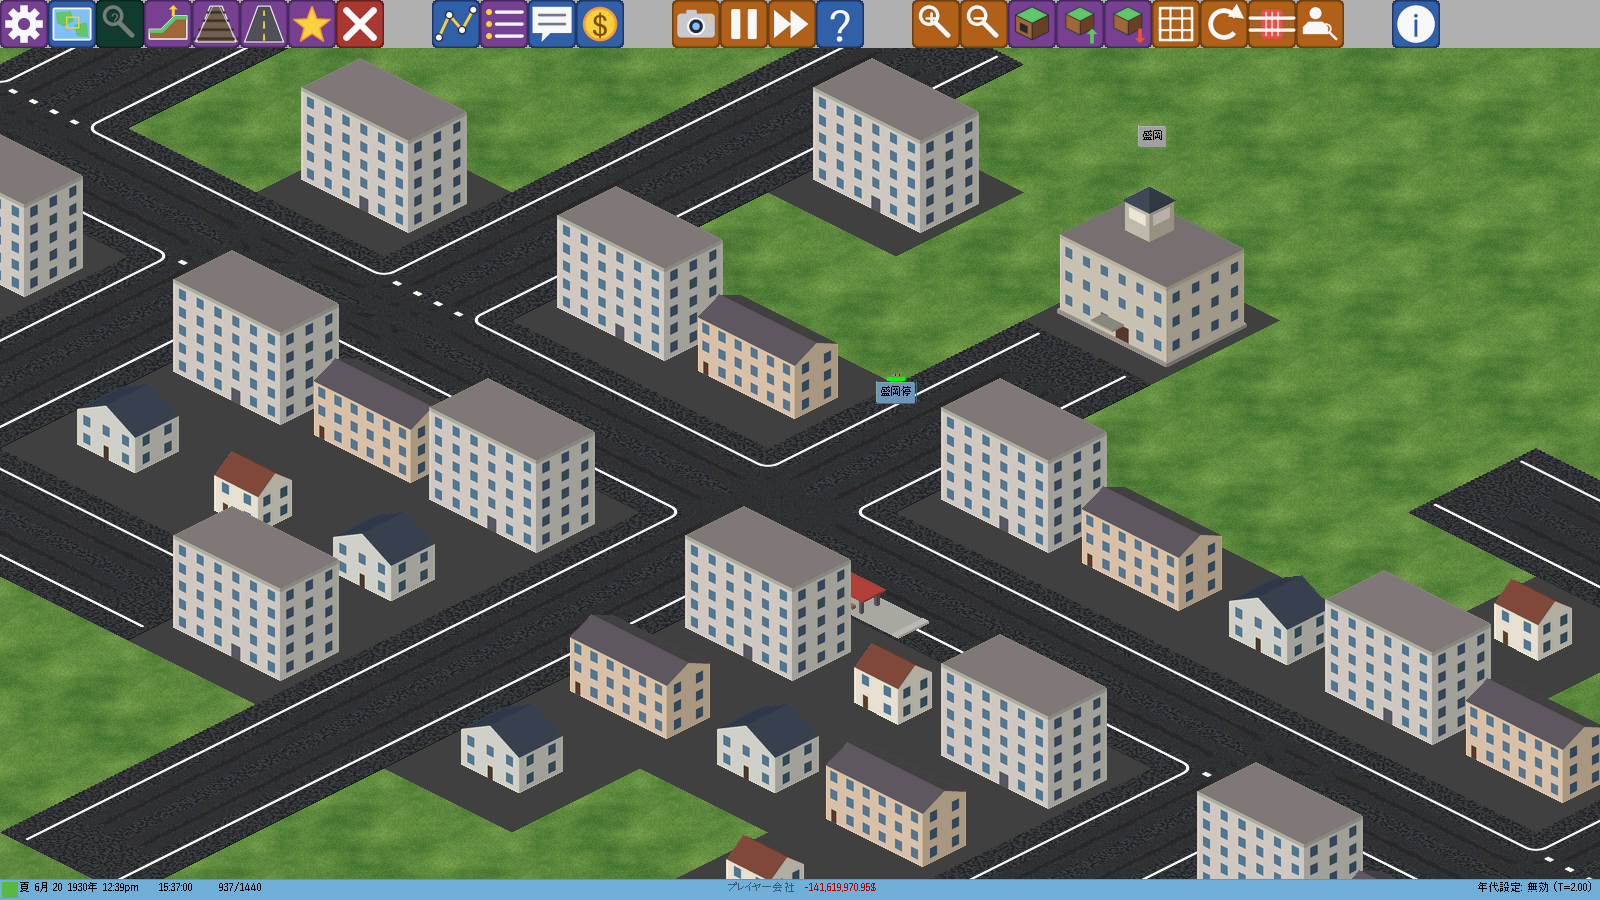 盛岡
盛岡停
夏 6月 20 1930年 12:39pm 15:37:00 937/1440 プレイヤー会社 -141,619,970.95$ 年代設定: 無効 (T=2.00)